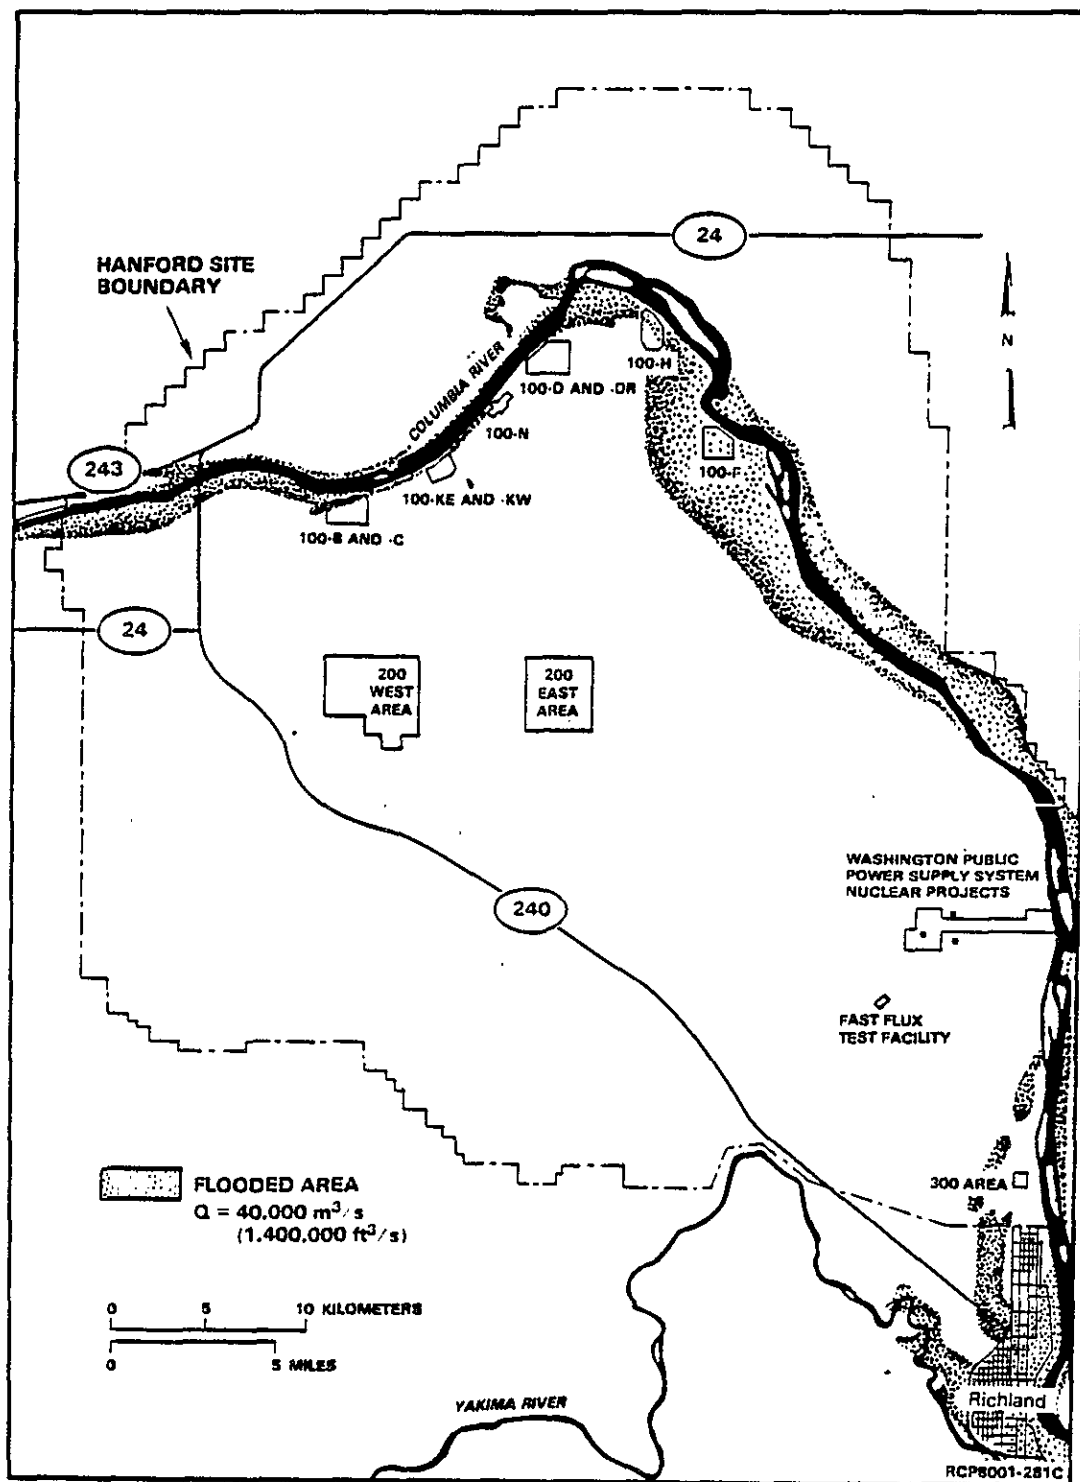 24
HANFORD SITE
BOUNDARY
N
COLUMBIA RIVER
100-H
100-D AND -DR
100-N
100-F
243
100-KE AND -KW
100-B AND -C
24
200
WEST
AREA
200
EAST
AREA
240
WASHINGTON PUBLIC
POWER SUPPLY SYSTEM
NUCLEAR PROJECTS
FAST FLUX
TEST FACILITY
300 AREA
FLOODED AREA
Q = 40,000 m³/s
(1,400,000 ft³/s)
0 5 10 KILOMETERS
0 5 MILES
YAKIMA RIVER
Richland
RCP8001-281C